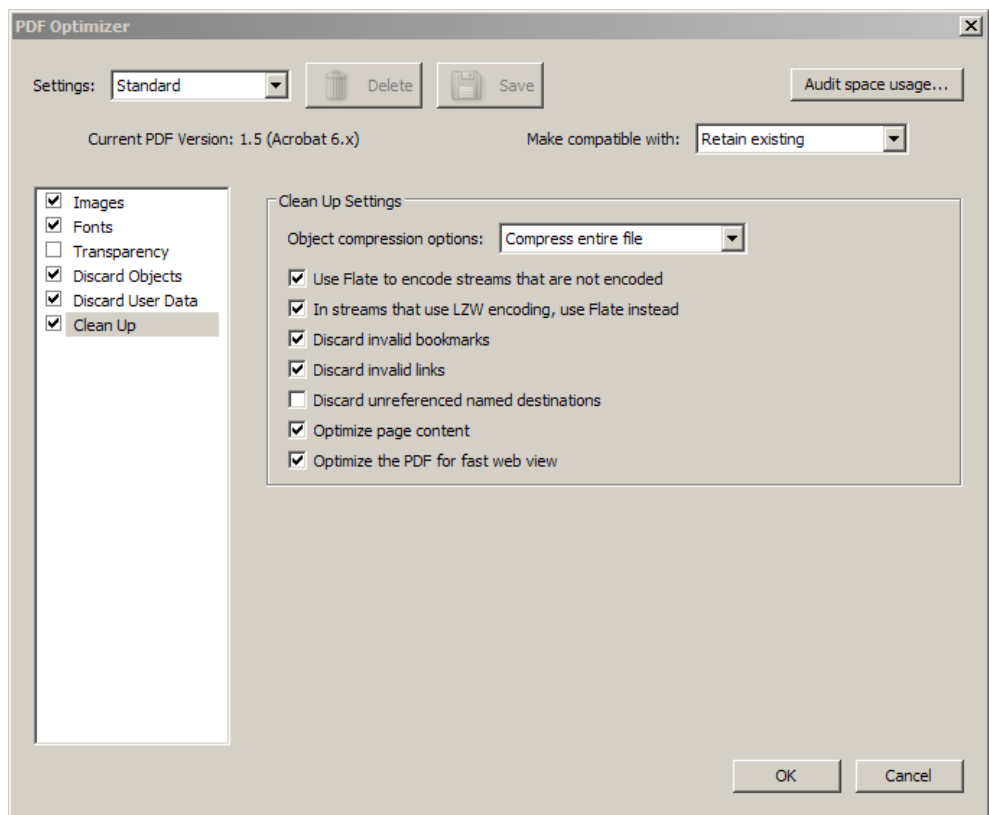 PDF Optimizer
Settings: Standard Delete Save Audit space usage...
Current PDF Version: 1.5 (Acrobat 6.x) Make compatible with: Retain existing
Images
Fonts
Transparency
Discard Objects
Discard User Data
Clean Up
Clean Up Settings
Object compression options: Compress entire file
Use Flate to encode streams that are not encoded
In streams that use LZW encoding, use Flate instead
Discard invalid bookmarks
Discard invalid links
Discard unreferenced named destinations
Optimize page content
Optimize the PDF for fast web view
OK Cancel